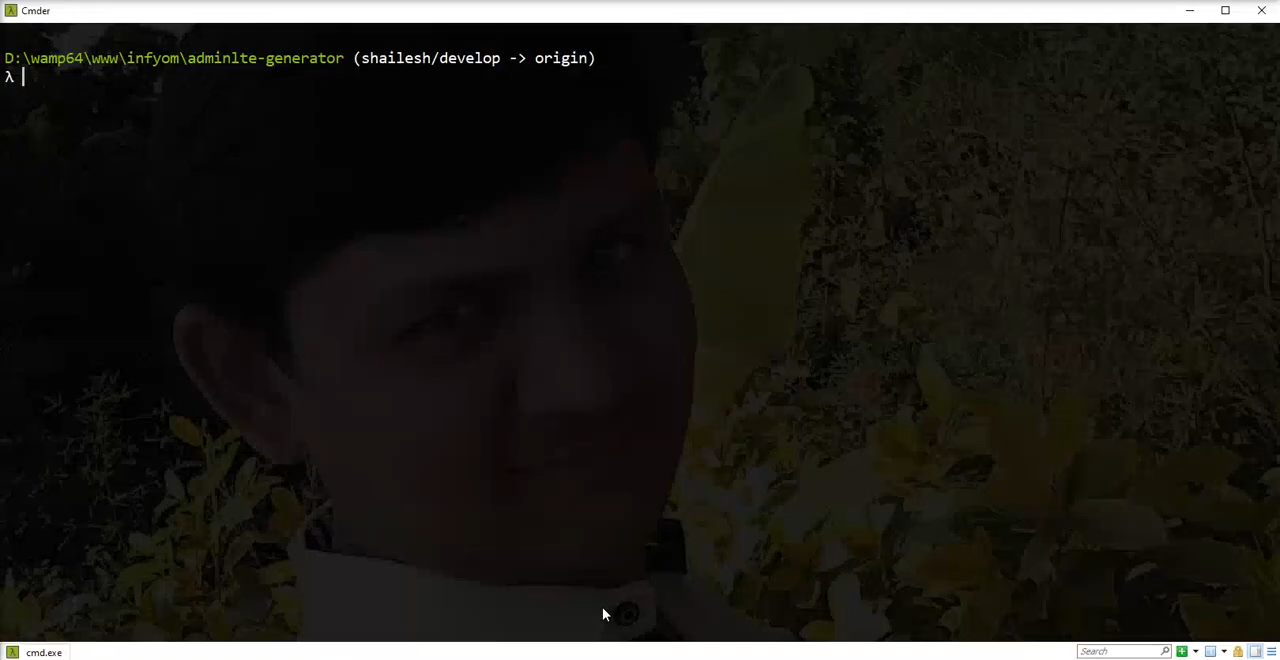 Cmder
D:\wamp64\www\infyom\adminlte-generator (shailesh/develop -> origin)
λ
cmd.exe
Search